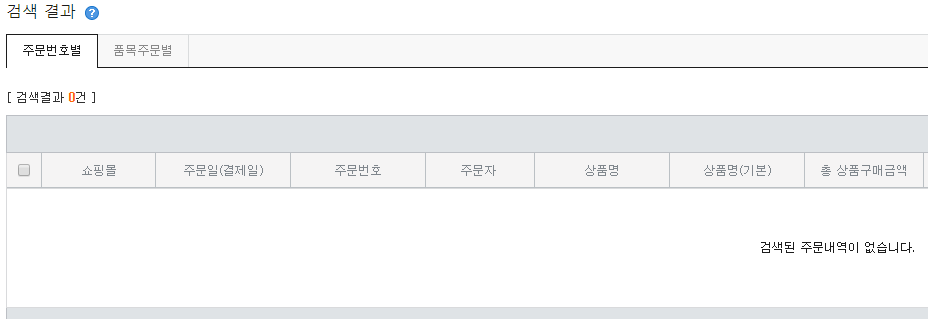 검색 결과 ?
주문번호별 품목주문별
[ 검색결과 0건 ]
쇼핑몰 주문일(결제일) 주문번호 주문자 상품명 상품명(기본) 총 상품구매금액
검색된 주문내역이 없습니다.